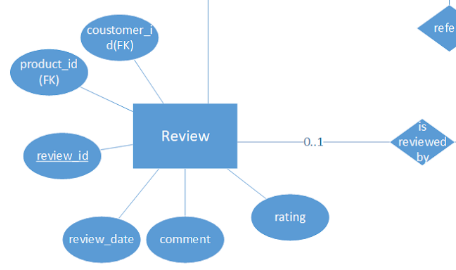 coustomer_i
d(FK)
refe
product_id
(FK)
Review
0..1
is
reviewed
by
review_id
rating
review_date
comment